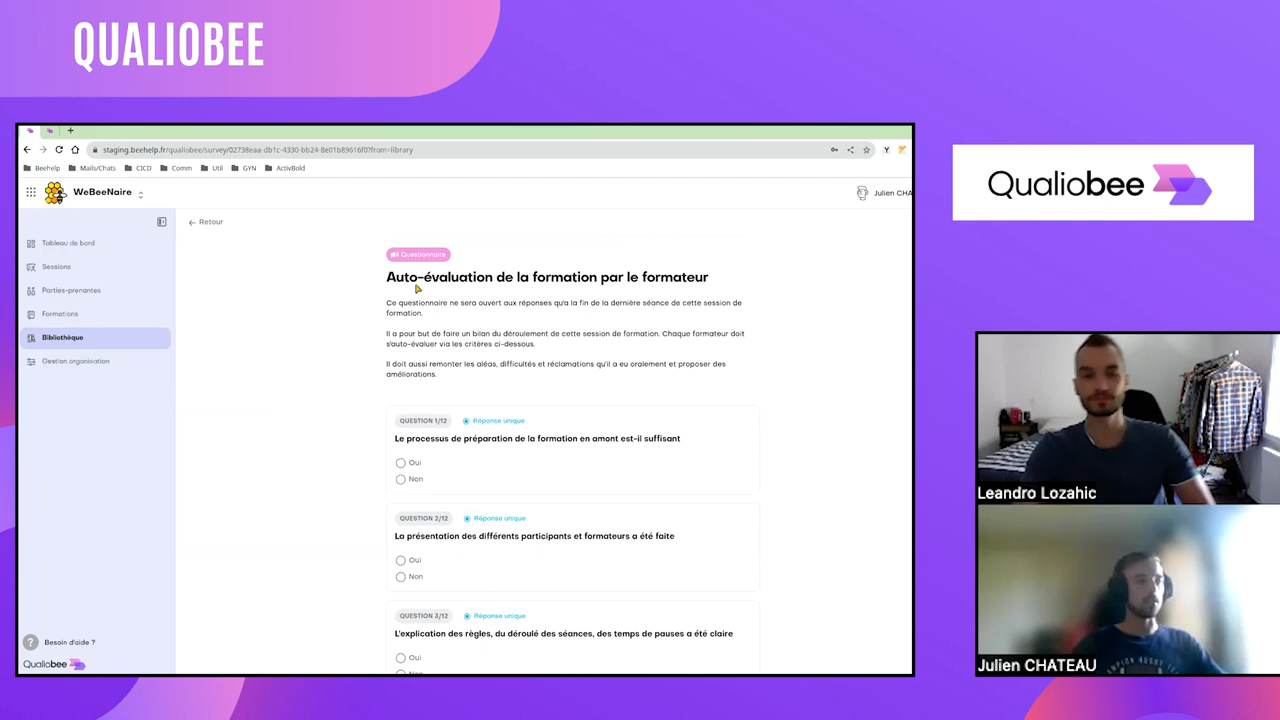 QUALIOBEE
staging.beehelp.fr/qualiobee/survey/02738eaa-db1c-4330-bb24-8e01b89616f0?from=library
Beehelp Mails/Chats CICD Comm Util GYN ActivBold
WeBeeNaire
Julien CHA
Retour
Tableau de bord
Sessions
Parties-prenantes
Formations
Bibliothèque
Gestion organisation
Besoin d'aide ?
Qualiobee
Questionnaire
Auto-évaluation de la formation par le formateur
Ce questionnaire ne sera ouvert aux réponses qu'a la fin de la dernière séance de cette session de
formation.
Il a pour but de faire un bilan du déroulement de cette session de formation. Chaque formateur doit
s'auto-évaluer via les critères ci-dessous.
Il doit aussi remonter les aléas, difficultés et réclamations qu'il a eu oralement et proposer des
améliorations.
QUESTION 1/12 Réponse unique
Le processus de préparation de la formation en amont est-il suffisant
Oui
Non
QUESTION 2/12 Réponse unique
La présentation des différents participants et formateurs a été faite
Oui
Non
QUESTION 3/12 Réponse unique
L'explication des règles, du déroulé des séances, des temps de pauses a été claire
Oui
Qualiobee
Leandro Lozahic
Julien CHATEAU